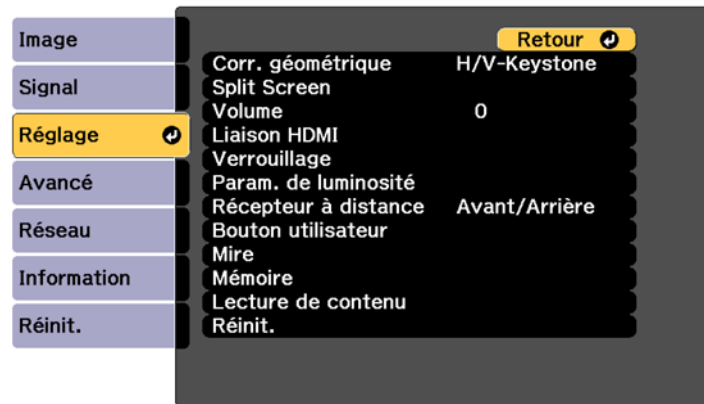 Image
Signal
Réglage
Avancé
Réseau
Information
Réinit.
Retour
Corr. géométrique H/V-Keystone
Split Screen
Volume 0
Liaison HDMI
Verrouillage
Param. de luminosité
Récepteur à distance Avant/Arrière
Bouton utilisateur
Mire
Mémoire
Lecture de contenu
Réinit.